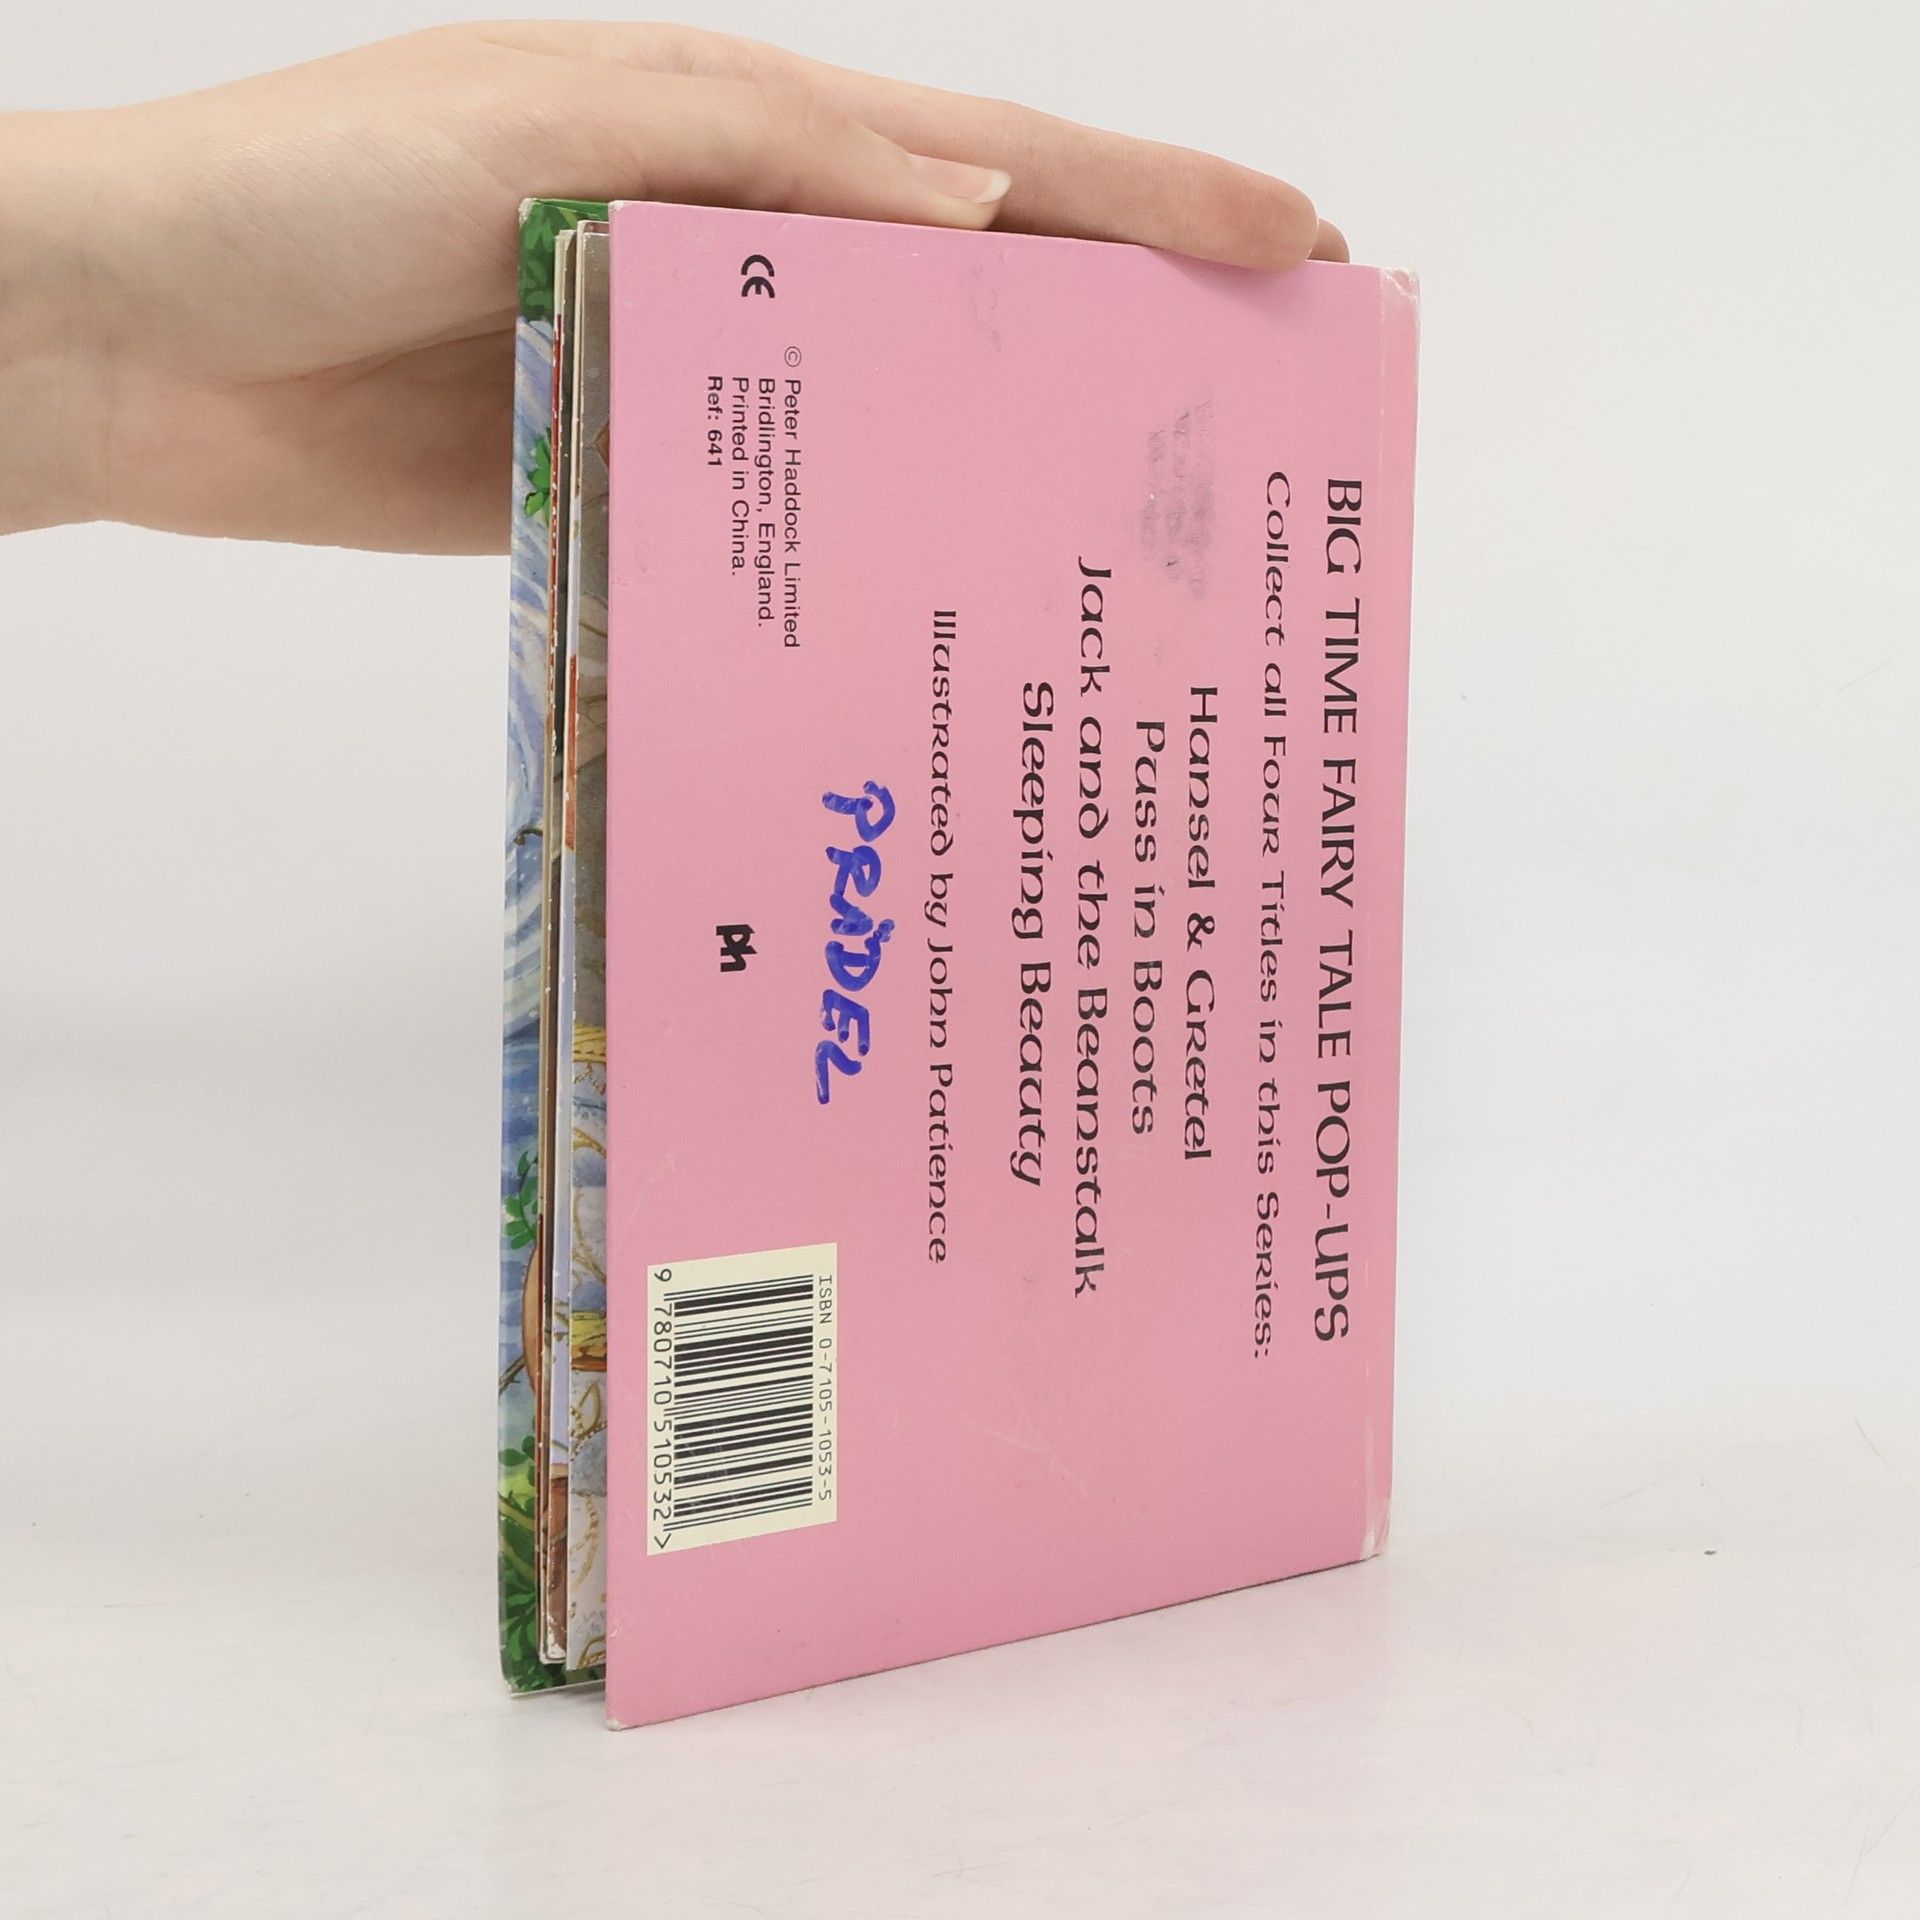 BIG TIME FAIRY TALE POP-UPS
Collect all Four Titles in this Series:
Hansel & Gretel
Puss in Boots
Jack and the Beanstalk
Sleeping Beauty
Illustrated by John Patience
PRADEL
© Peter Haddock Limited
Bridlington, England.
Printed in China.
Ref: 641
CE
ph
ISBN 0-7105-1053-5
9 780710 510532 >